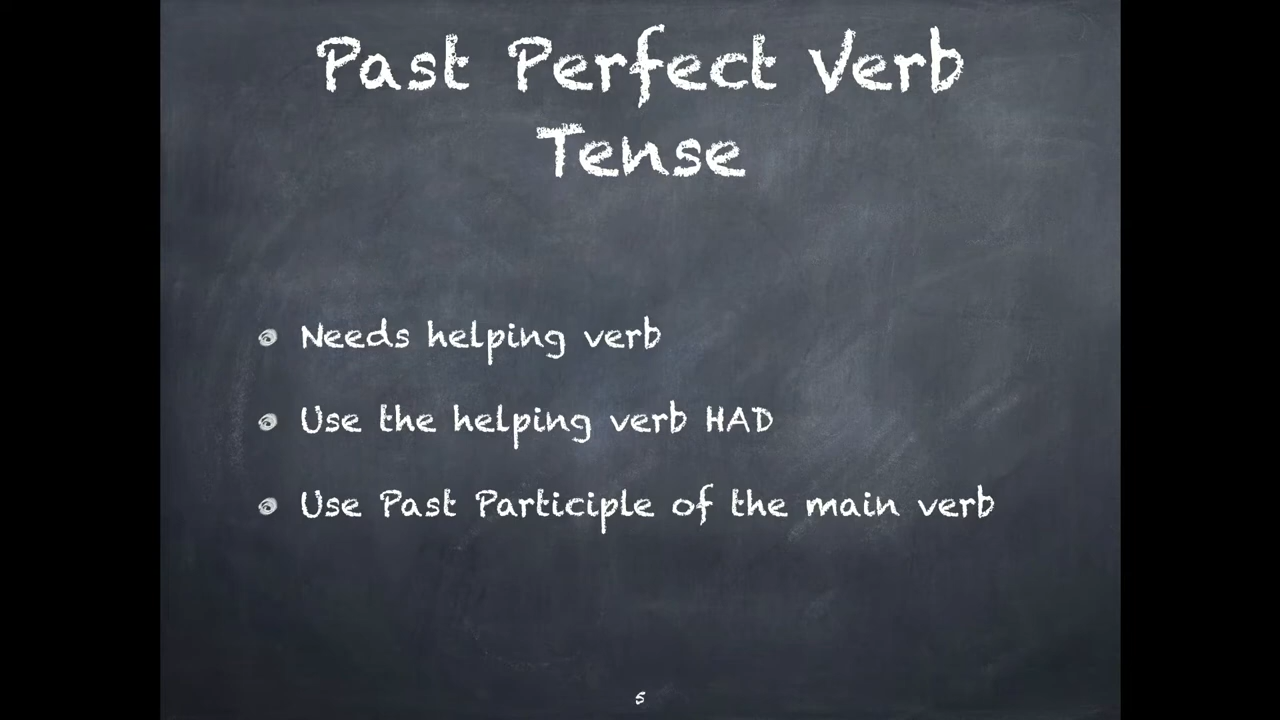 Past Perfect Verb
Tense
Needs helping verb
Use the helping verb HAD
Use Past Participle of the main verb
5